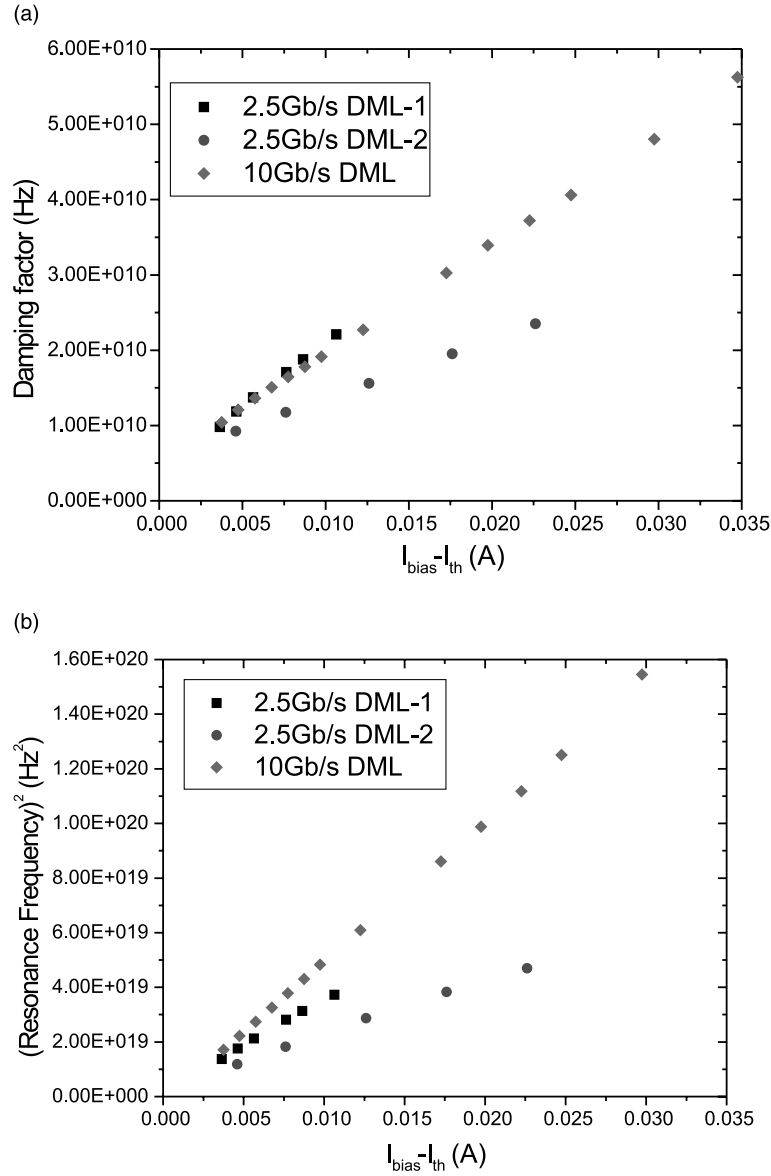 (a)
6.00E+010
5.00E+010
4.00E+010
3.00E+010
2.00E+010
1.00E+010
0.00E+000
Damping factor (Hz)
2.5Gb/s DML-1
2.5Gb/s DML-2
10Gb/s DML
0.000 0.005 0.010 0.015 0.020 0.025 0.030 0.035
I_bias-I_th (A)
(b)
1.60E+020
1.40E+020
1.20E+020
1.00E+020
8.00E+019
6.00E+019
4.00E+019
2.00E+019
0.00E+000
(Resonance Frequency)² (Hz²)
2.5Gb/s DML-1
2.5Gb/s DML-2
10Gb/s DML
0.000 0.005 0.010 0.015 0.020 0.025 0.030 0.035
I_bias-I_th (A)